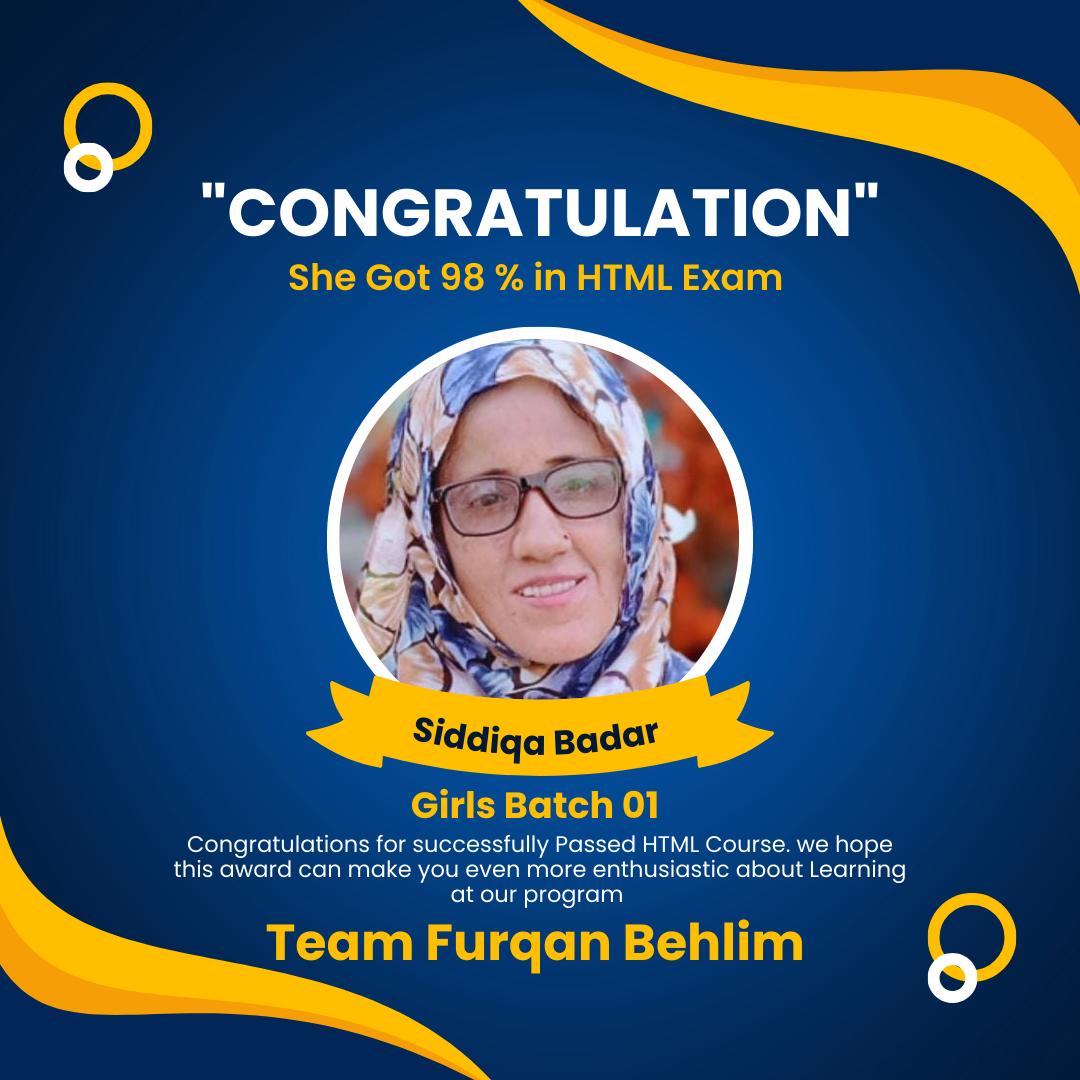 "CONGRATULATION"
She Got 98 % in HTML Exam
Siddiqa Badar
Girls Batch 01
Congratulations for successfully Passed HTML Course. we hope
this award can make you even more enthusiastic about Learning
at our program
Team Furqan Behlim